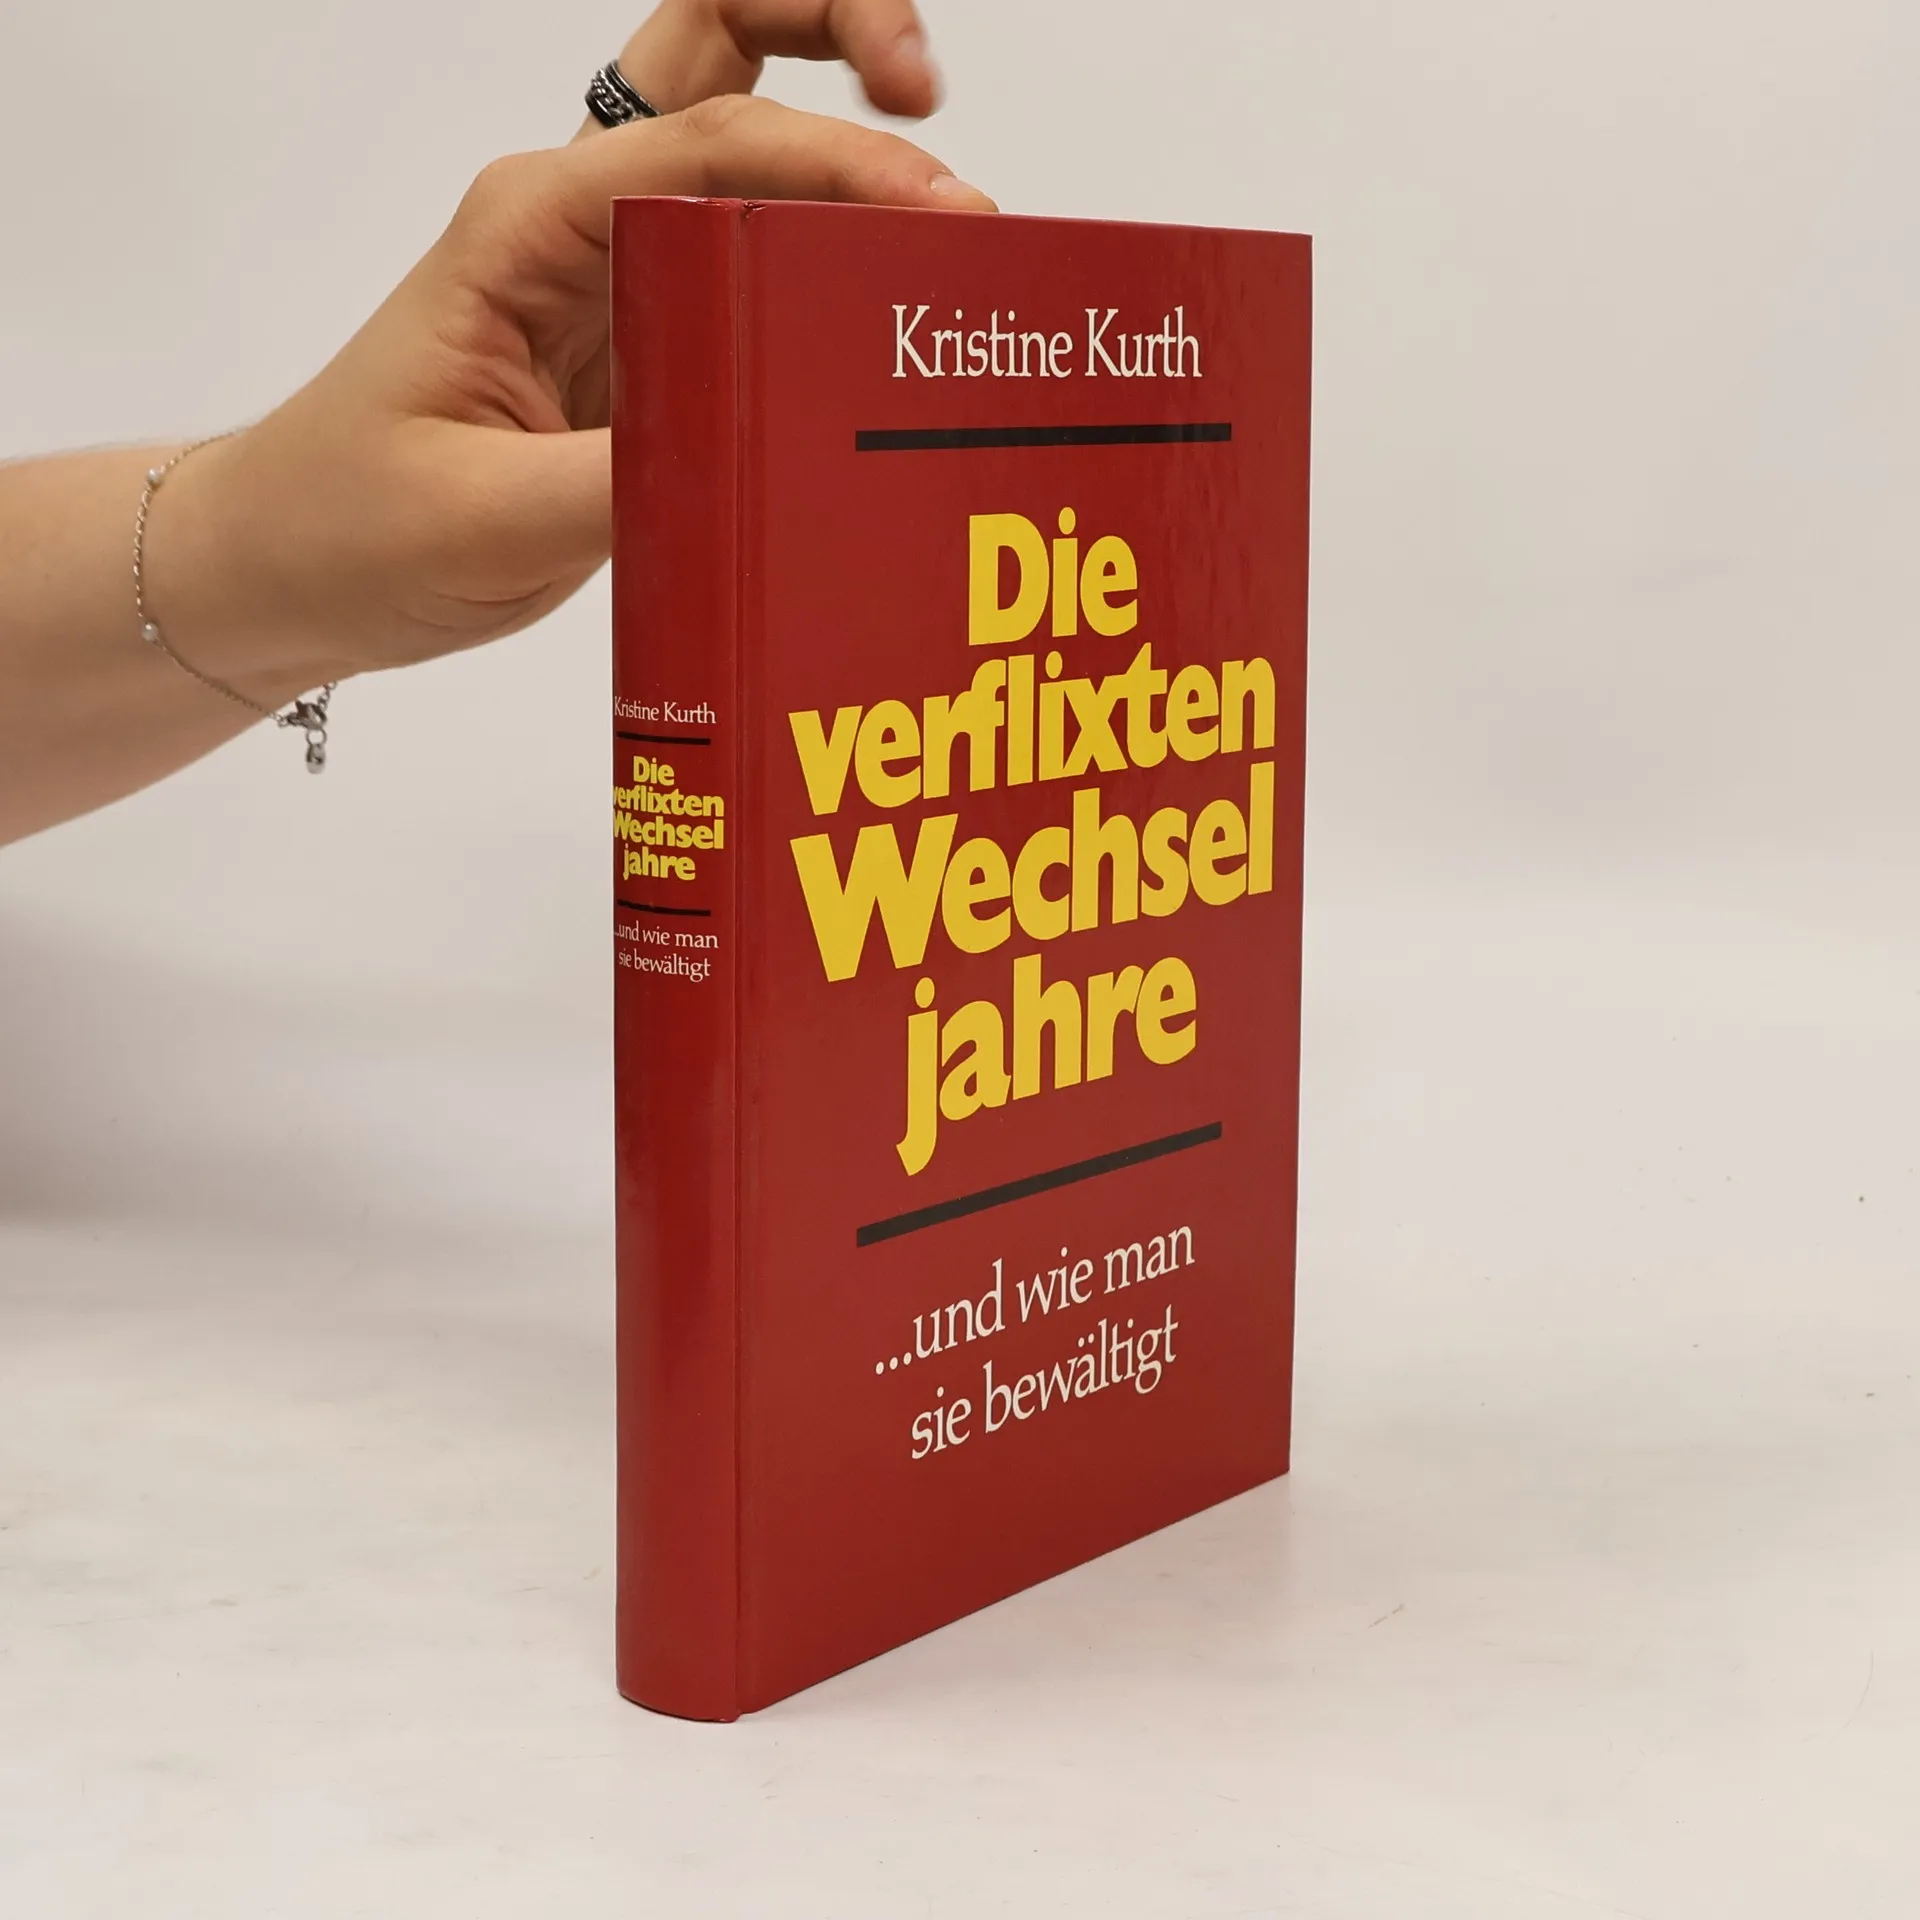 Kristine Kurth
Die
verflixten
Wechsel
jahre
...und wie man
sie bewältigt
Kristine Kurth
Die
verflixten
Wechsel
jahre
...und wie man
sie bewältigt